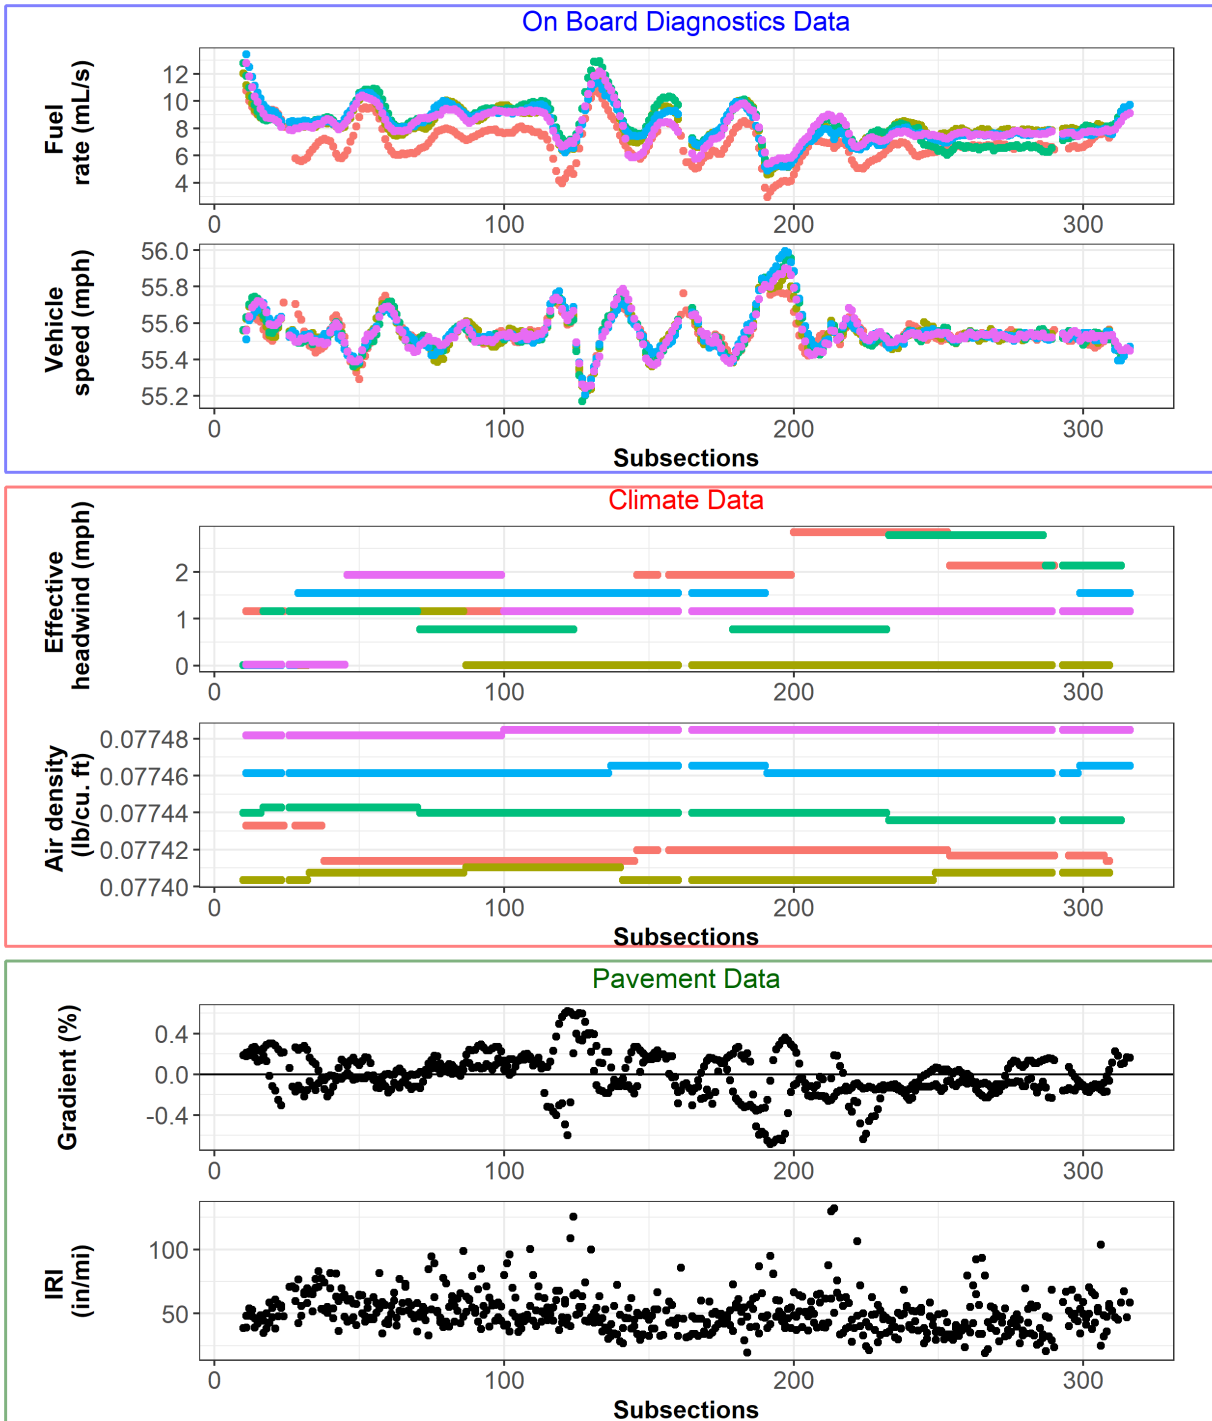 On Board Diagnostics Data
Fuel
rate (mL/s)
12
10
8
6
4
0 100 200 300
Vehicle
speed (mph)
56.0
55.8
55.6
55.4
55.2
0 100 200 300
Subsections
Climate Data
Effective
headwind (mph)
2
1
0
0 100 200 300
Air density
(lb/cu. ft)
0.07748
0.07746
0.07744
0.07742
0.07740
0 100 200 300
Subsections
Pavement Data
Gradient (%)
0.4
0.0
-0.4
0 100 200 300
IRI
(in/mi)
100
50
0 100 200 300
Subsections